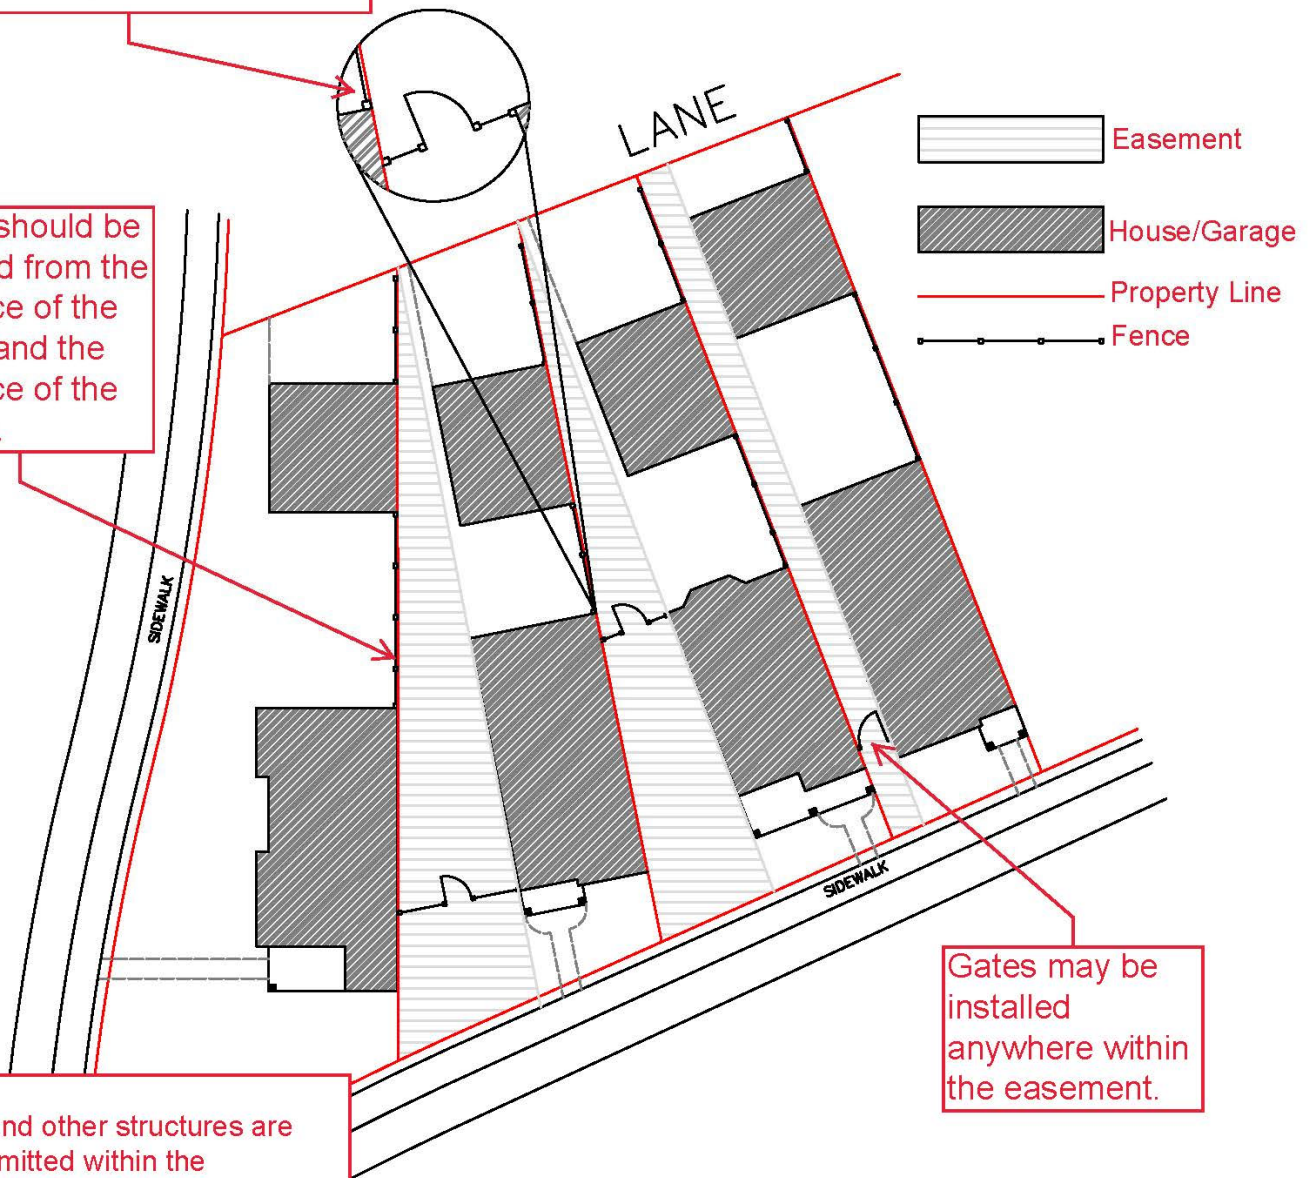 LANE
Easement
House/Garage
Property Line
Fence
should be
d from the
ce of the
and the
ce of the
SIDEWALK
SIDEWALK
Gates may be
installed
anywhere within
the easement.
nd other structures are
mitted within the